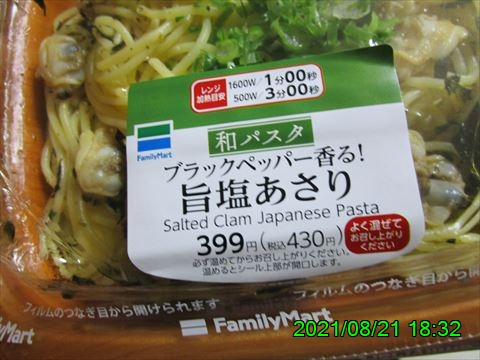 レンジ加熱目安 1600W/1分00秒
500W/3分00秒
和パスタ
FamilyMart
ブラックペッパー香る!
旨塩あさり
Salted Clam Japanese Pasta
399円(税込430円)
よく混ぜて
お召し上がり
ください
必ず温めてからお召し上がりください。
温めるとシール上部が開口します。
フィルムのつなぎ目から開けられます
フィルムのつなぎ目から開け
FamilyMart
FamilyMart
2021/08/21 18:32